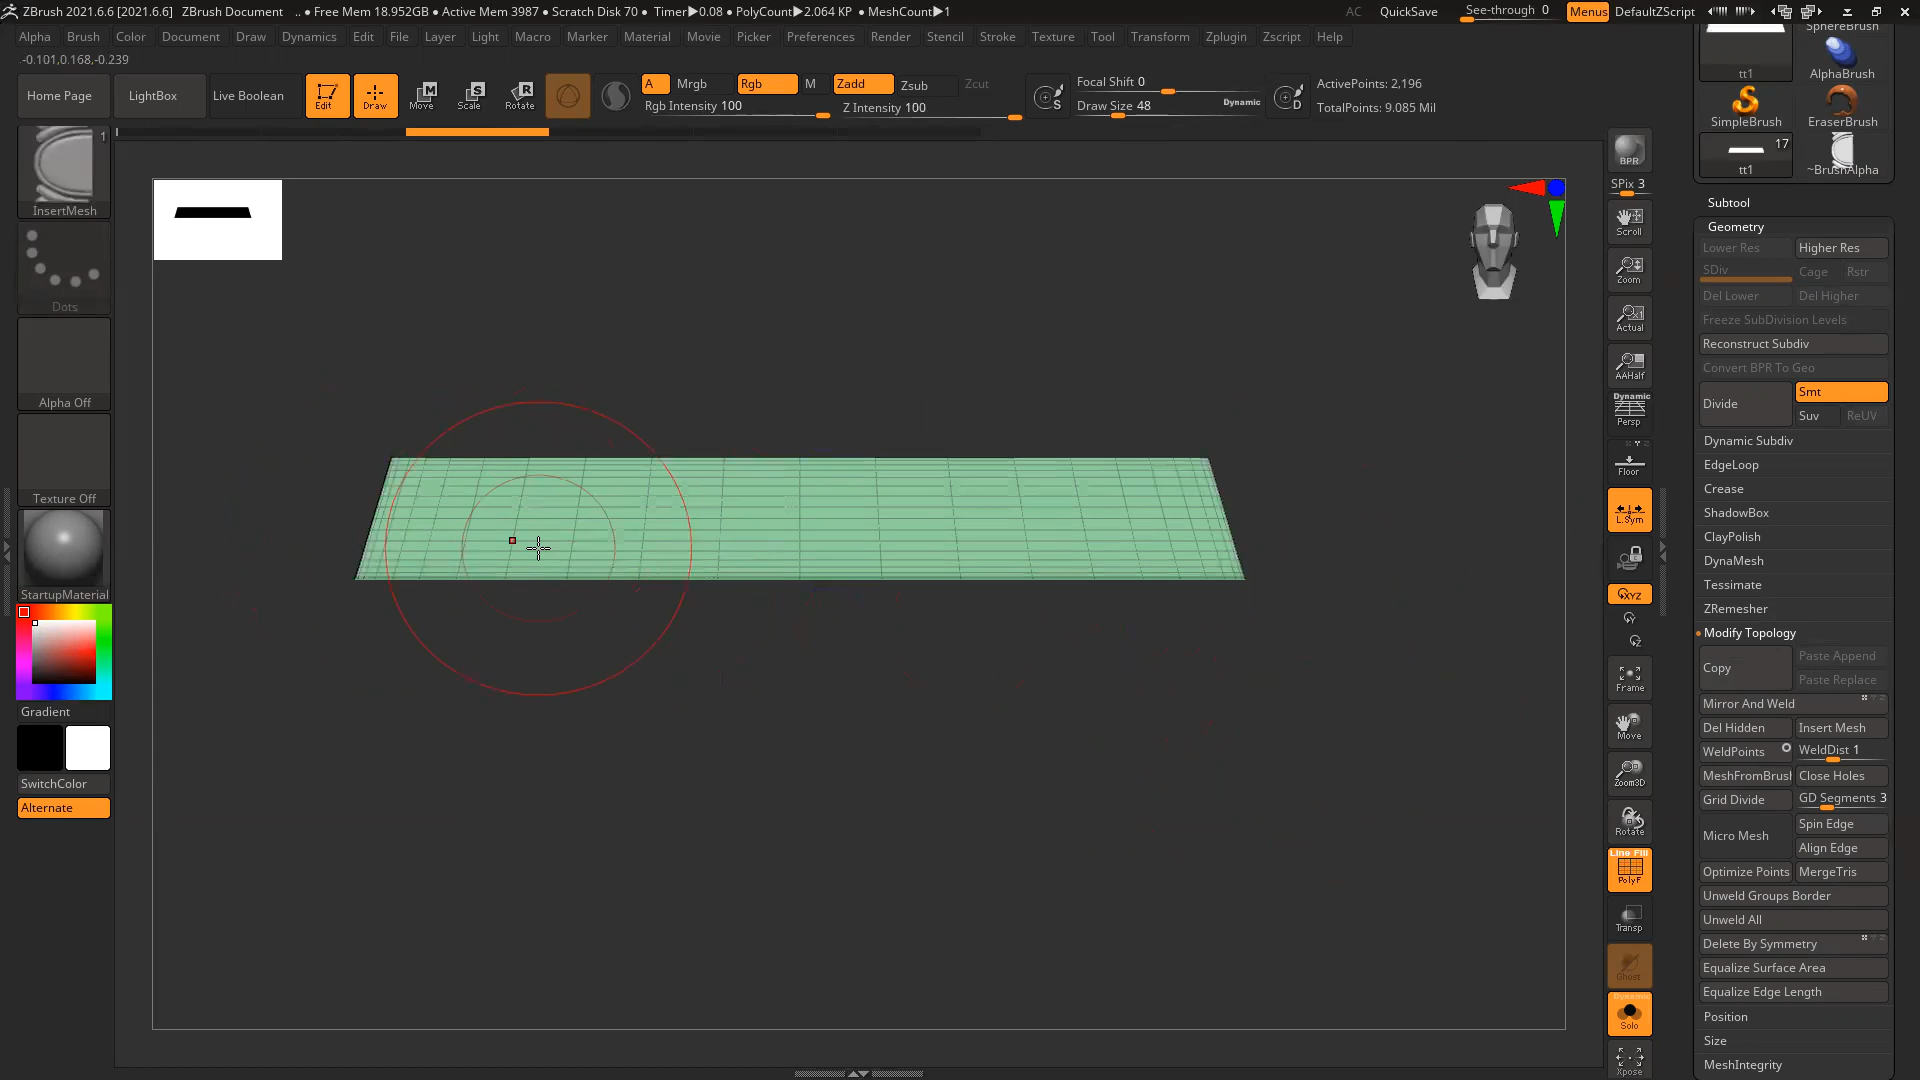 ZBrush 2021.6.6 [2021.6.6] ZBrush Document .. • Free Mem 18.952GB • Active Mem 3987 • Scratch Disk 70 • Timer▶0.08 • PolyCount▶2.064 KP • MeshCount▶1 AC QuickSave See-through 0 Menus DefaultZScript
Alpha Brush Color Document Draw Dynamics Edit File Layer Light Macro Marker Material Movie Picker Preferences Render Stencil Stroke Texture Tool Transform Zplugin Zscript Help
-0.101,0.168,-0.239
Home Page LightBox Live Boolean Edit Draw Move Scale Rotate
A Mrgb Rgb M Zadd Zsub Zcut
Rgb Intensity 100 Z Intensity 100
Focal Shift 0
Draw Size 48 Dynamic
S D
ActivePoints: 2,196
TotalPoints: 9.085 Mil
1
InsertMesh
Dots
Alpha Off
Texture Off
StartupMaterial
Gradient
SwitchColor
Alternate
BPR
SPix 3
Scroll
Zoom
Actual
AAHalf
Dynamic
Persp
Floor
L.Sym
XYZ
Y
Z
Frame
Move
Zoom3D
Rotate
Line Fill
PolyF
Transp
Ghost
Dynamic
Solo
Xpose
SphereBrush
tt1 AlphaBrush
SimpleBrush EraserBrush
17
tt1 ~BrushAlpha
Subtool
Geometry
Lower Res Higher Res
SDiv Cage Rstr
Del Lower Del Higher
Freeze SubDivision Levels
Reconstruct Subdiv
Convert BPR To Geo
Divide Smt
Suv ReUV
Dynamic Subdiv
EdgeLoop
Crease
ShadowBox
ClayPolish
DynaMesh
Tessimate
ZRemesher
Modify Topology
Copy Paste Append
Paste Replace
Mirror And Weld
Del Hidden Insert Mesh
WeldPoints WeldDist 1
MeshFromBrush Close Holes
Grid Divide GD Segments 3
Micro Mesh Spin Edge
Align Edge
Optimize Points MergeTris
Unweld Groups Border
Unweld All
Delete By Symmetry
Equalize Surface Area
Equalize Edge Length
Position
Size
MeshIntegrity